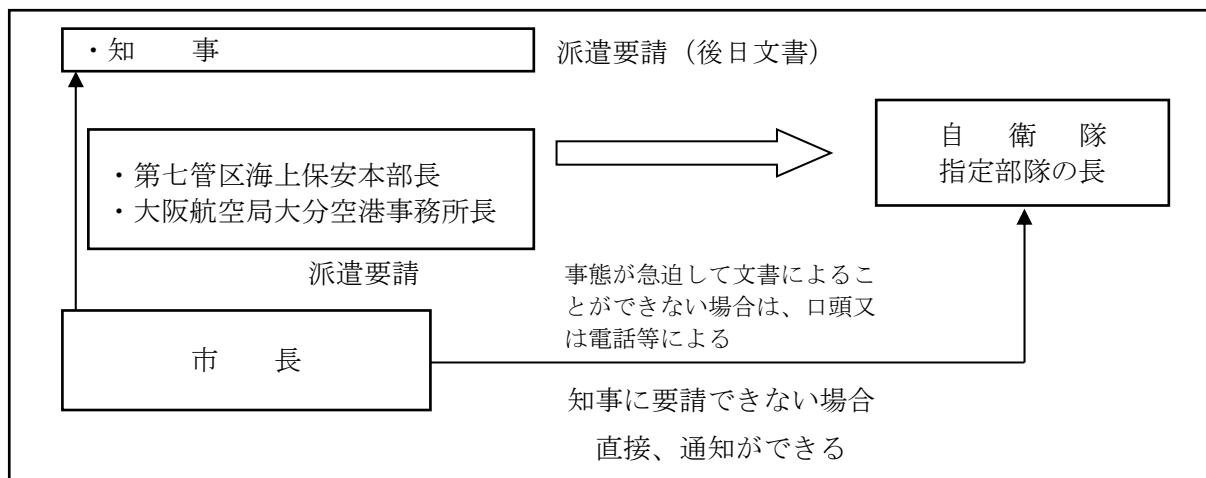 ・知　　事
派遣要請（後日文書）
自　衛　隊
指定部隊の長
・第七管区海上保安本部長
・大阪航空局大分空港事務所長
派遣要請
事態が急迫して文書によるこ
とができない場合は、口頭又
は電話等による
市　　長
知事に要請できない場合
直接、通知ができる